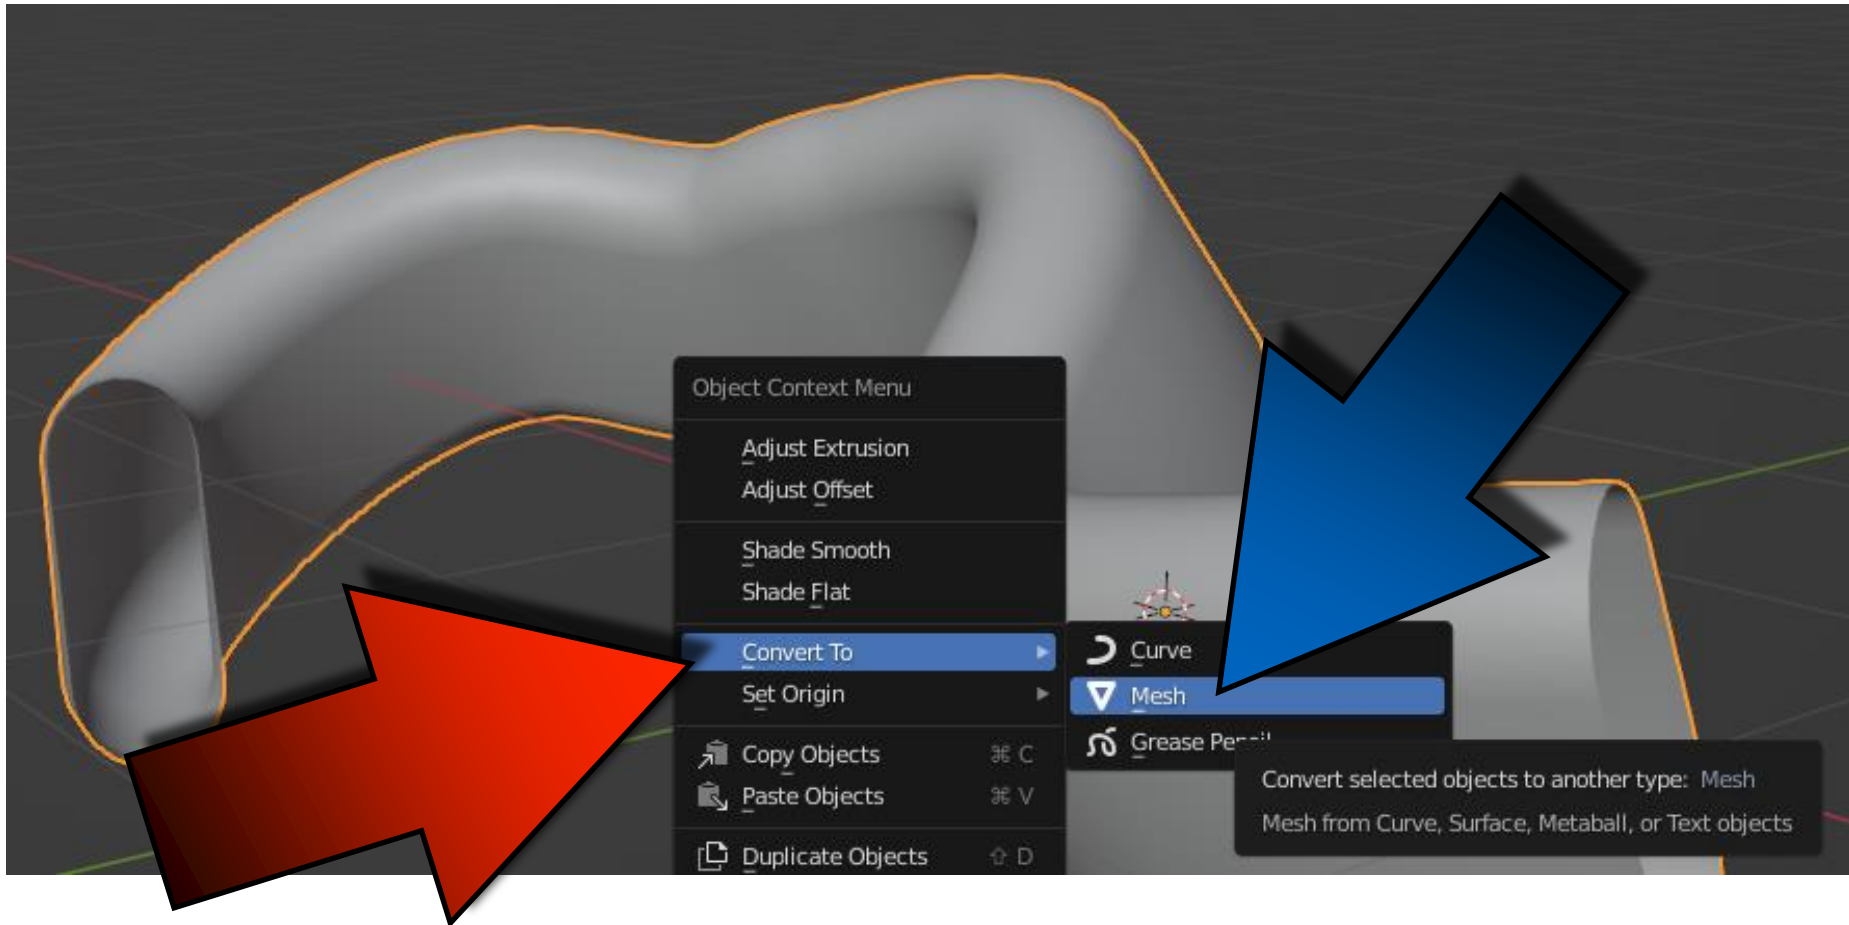 Object Context Menu
Adjust Extrusion
Adjust Offset
Shade Smooth
Shade Flat
Convert To
Set Origin
Copy Objects ⌘ C
Paste Objects ⌘ V
Duplicate Objects ⇧ D
Curve
Mesh
Grease Pencil
Convert selected objects to another type: Mesh
Mesh from Curve, Surface, Metaball, or Text objects